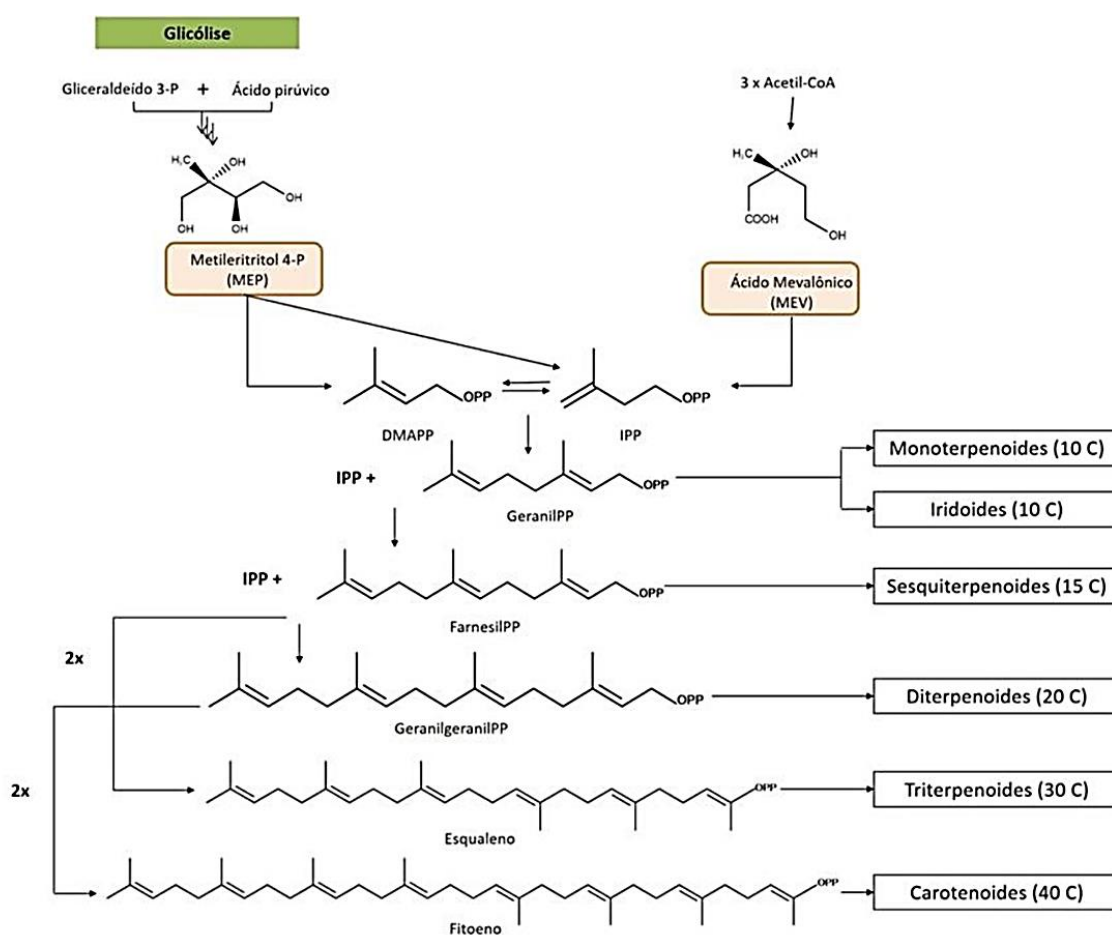 Glicólise
Gliceraldeído 3-P + Ácido pirúvico
3 x Acetil-CoA
H3C
OH
OH
OH
OH
H3C
OH
COOH
OH
Metileritritol 4-P
(MEP)
Ácido Mevalônico
(MEV)
OPP
OPP
DMAPP
IPP
Monoterpenoides (10 C)
IPP +
OPP
GeranilPP
Iridoides (10 C)
IPP +
OPP
Sesquiterpenoides (15 C)
FarnesilPP
2x
OPP
Diterpenoides (20 C)
GeranilgeranilPP
2x
OPP
Triterpenoides (30 C)
Esqualeno
OPP
Carotenoides (40 C)
Fitoeno